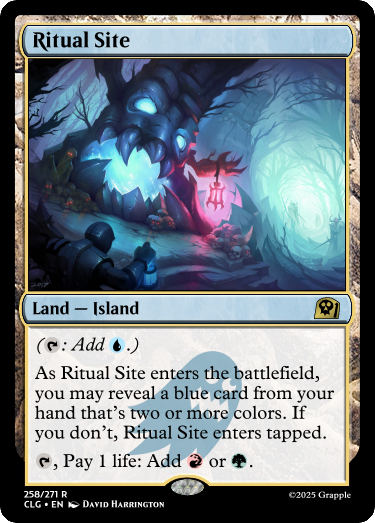 Ritual Site
Land — Island
(: Add .)
As Ritual Site enters the battlefield,
you may reveal a blue card from your
hand that's two or more colors. If
you don't, Ritual Site enters tapped.
, Pay 1 life: Add or .
258/271 R
CLG • EN David Harrington
©2025 Grapple